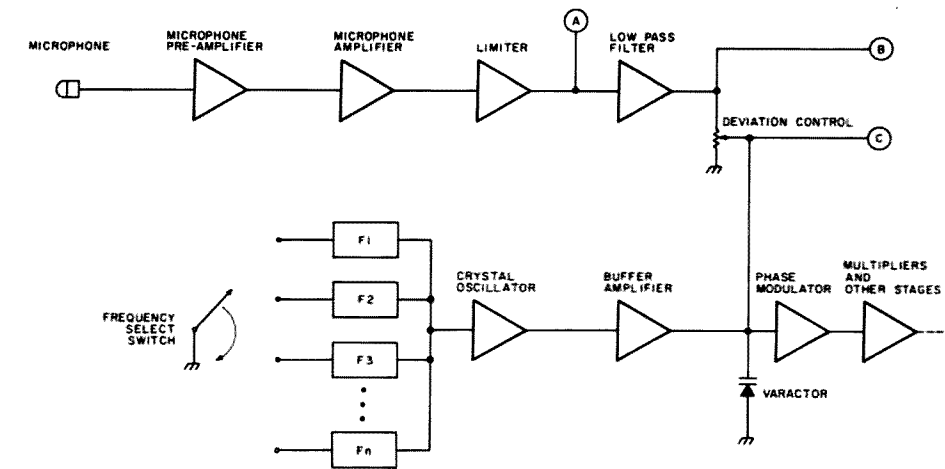 A
MICROPHONE
MICROPHONE
PRE-AMPLIFIER
MICROPHONE
AMPLIFIER
LIMITER
LOW PASS
FILTER
B
DEVIATION CONTROL
C
F1
F2
F3
Fn
FREQUENCY
SELECT
SWITCH
CRYSTAL
OSCILLATOR
BUFFER
AMPLIFIER
PHASE
MODULATOR
MULTIPLIERS
AND
OTHER STAGES
VARACTOR